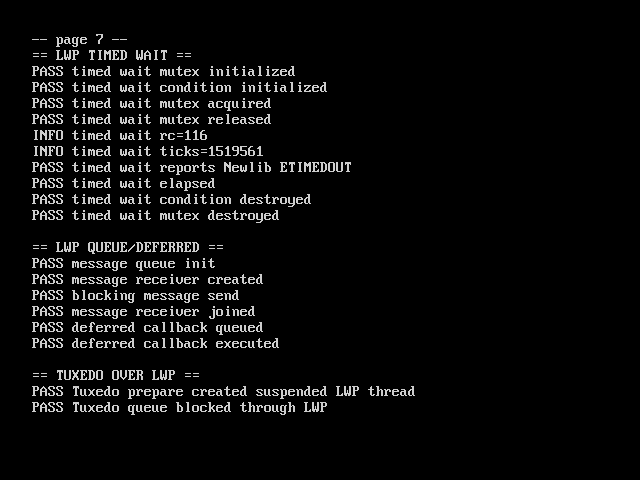 -- page 7 --
== LWP TIMED WAIT ==
PASS timed wait mutex initialized
PASS timed wait condition initialized
PASS timed wait mutex acquired
PASS timed wait mutex released
INFO timed wait rc=116
INFO timed wait ticks=1519561
PASS timed wait reports Newlib ETIMEDOUT
PASS timed wait elapsed
PASS timed wait condition destroyed
PASS timed wait mutex destroyed
== LWP QUEUE/DEFERRED ==
PASS message queue init
PASS message receiver created
PASS blocking message send
PASS message receiver joined
PASS deferred callback queued
PASS deferred callback executed
== TUXEDO OVER LWP ==
PASS Tuxedo prepare created suspended LWP thread
PASS Tuxedo queue blocked through LWP